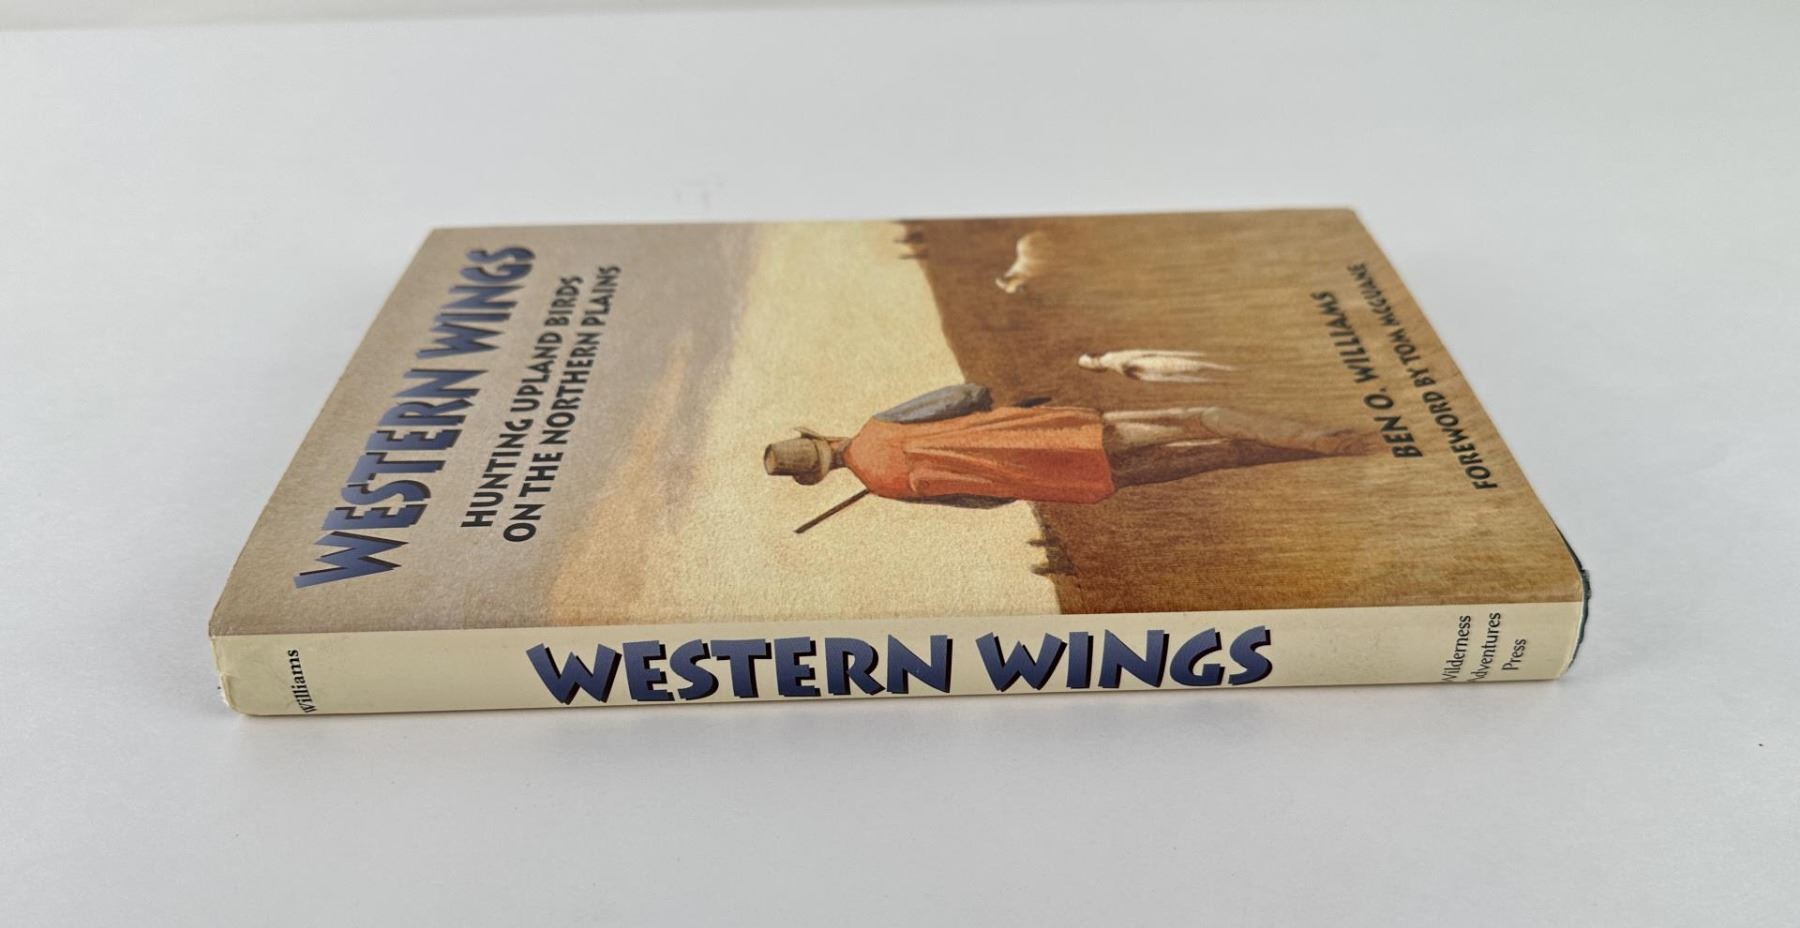 WESTERN WINGS
HUNTING UPLAND BIRDS
ON THE NORTHERN PLAINS
BEN O. WILLIAMS
FOREWORD BY TOM MCGUANE
Williams
WESTERN WINGS
Wilderness
Adventures
Press